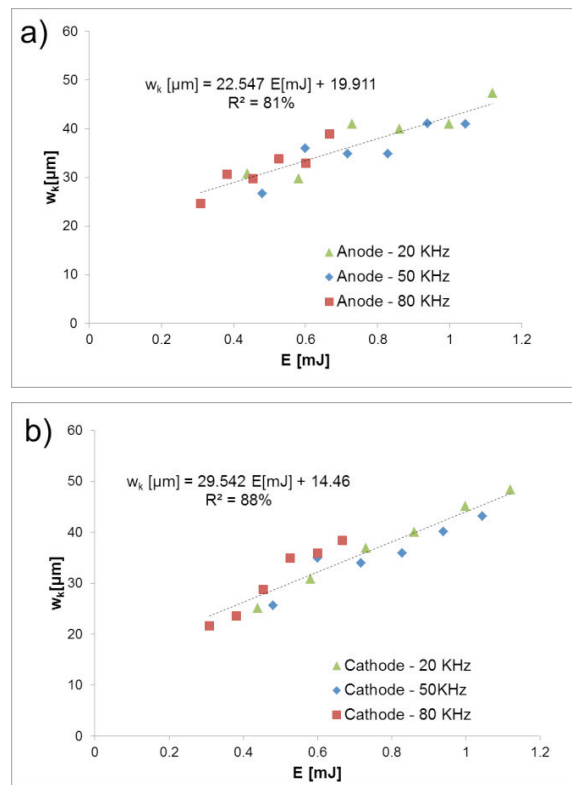 a)
60
50
40
30
20
10
0
w_k[µm]
w_k [µm] = 22.547 E[mJ] + 19.911
R² = 81%
Anode - 20 KHz
Anode - 50 KHz
Anode - 80 KHz
0 0.2 0.4 0.6 0.8 1 1.2
E [mJ]
b)
60
50
40
30
20
10
0
w_k[µm]
w_k [µm] = 29.542 E[mJ] + 14.46
R² = 88%
Cathode - 20 KHz
Cathode - 50KHz
Cathode - 80 KHz
0 0.2 0.4 0.6 0.8 1 1.2
E [mJ]